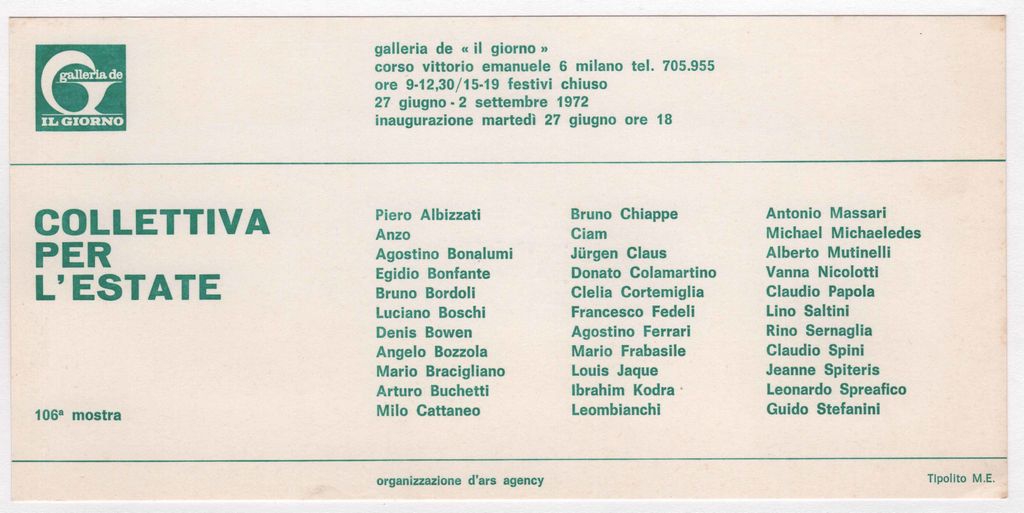 galleria de
IL GIORNO
galleria de « il giorno »
corso vittorio emanuele 6 milano tel. 705.955
ore 9-12,30/15-19 festivi chiuso
27 giugno - 2 settembre 1972
inaugurazione martedì 27 giugno ore 18
COLLETTIVA
PER
L'ESTATE
106ª mostra
Piero Albizzati
Anzo
Agostino Bonalumi
Egidio Bonfante
Bruno Bordoli
Luciano Boschi
Denis Bowen
Angelo Bozzola
Mario Bracigliano
Arturo Buchetti
Milo Cattaneo
Bruno Chiappe
Ciam
Jürgen Claus
Donato Colamartino
Clelia Cortemiglia
Francesco Fedeli
Agostino Ferrari
Mario Frabasile
Louis Jaque
Ibrahim Kodra
Leombianchi
Antonio Massari
Michael Michaeledes
Alberto Mutinelli
Vanna Nicolotti
Claudio Papola
Lino Saltini
Rino Sernaglia
Claudio Spini
Jeanne Spiteris
Leonardo Spreafico
Guido Stefanini
organizzazione d'ars agency
Tipolito M.E.